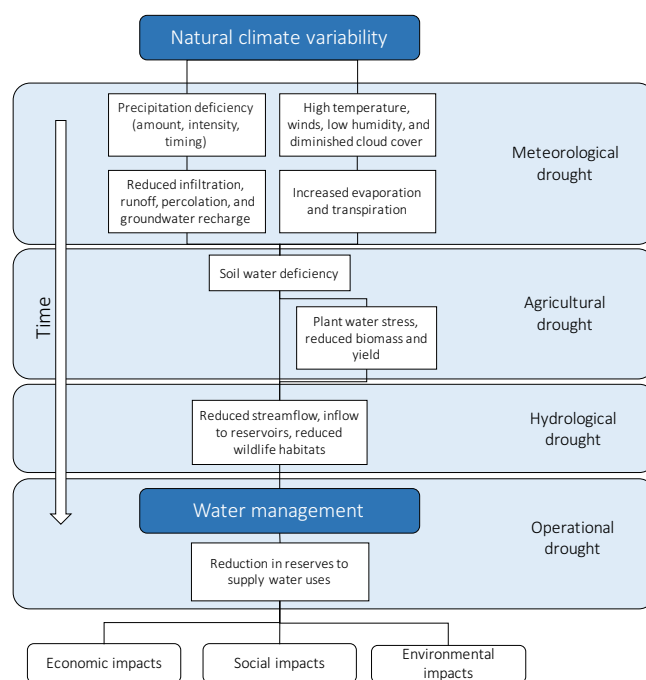 Natural climate variability
Precipitation deficiency
(amount, intensity,
timing)
High temperature,
winds, low humidity, and
diminished cloud cover
Meteorological
drought
Reduced infiltration,
runoff, percolation, and
groundwater recharge
Increased evaporation
and transpiration
Time
Soil water deficiency
Agricultural
drought
Plant water stress,
reduced biomass and
yield
Reduced streamflow, inflow
to reservoirs, reduced
wildlife habitats
Hydrological
drought
Water management
Operational
drought
Reduction in reserves to
supply water uses
Economic impacts
Social impacts
Environmental
impacts